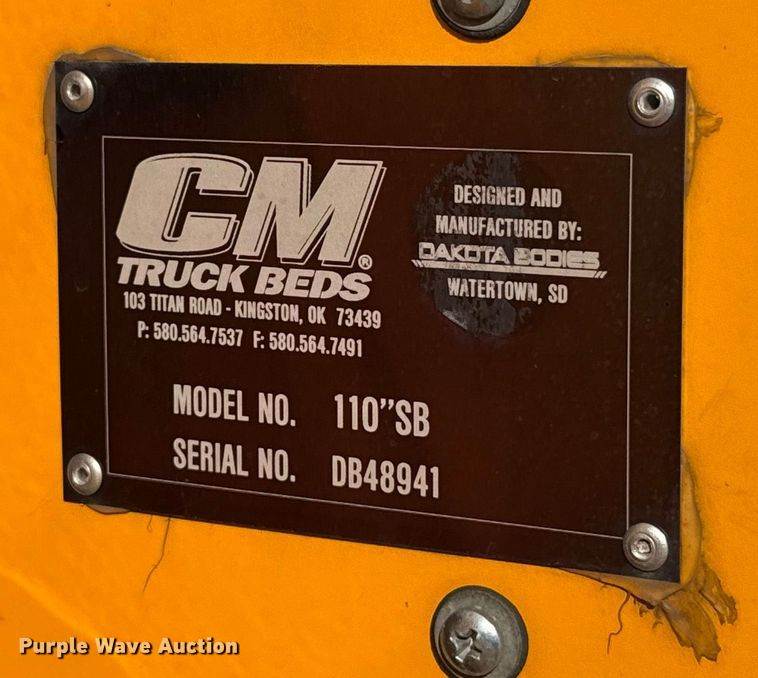 CM®
TRUCK BEDS
103 TITAN ROAD - KINGSTON, OK 73439
P: 580.564.7537 F: 580.564.7491
DESIGNED AND
MANUFACTURED BY:
DAKOTA BODIES
WATERTOWN, SD
MODEL NO. 110"SB
SERIAL NO. DB48941
Purple Wave Auction